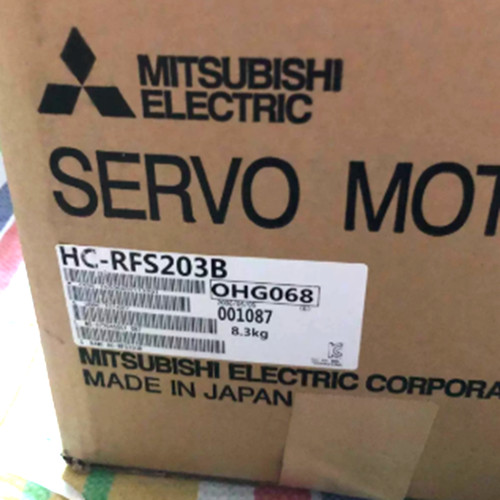 MITSUBISHI
ELECTRIC
SERVO MOT
HC-RFS203B
OHG068
001087
8.3kg
MITSUBISHI ELECTRIC CORPORA
MADE IN JAPAN